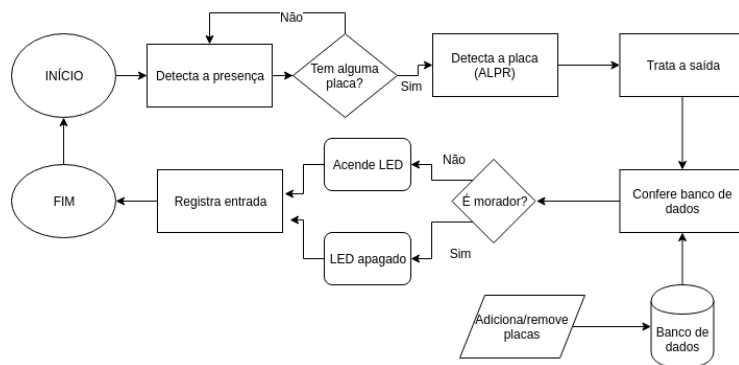 Não
INÍCIO
Detecta a presença
Tem alguma
placa?
Sim
Detecta a placa
(ALPR)
Trata a saída
Acende LED
Não
FIM
Registra entrada
É morador?
Confere banco de
dados
LED apagado
Sim
Adiciona/remove
placas
Banco de
dados